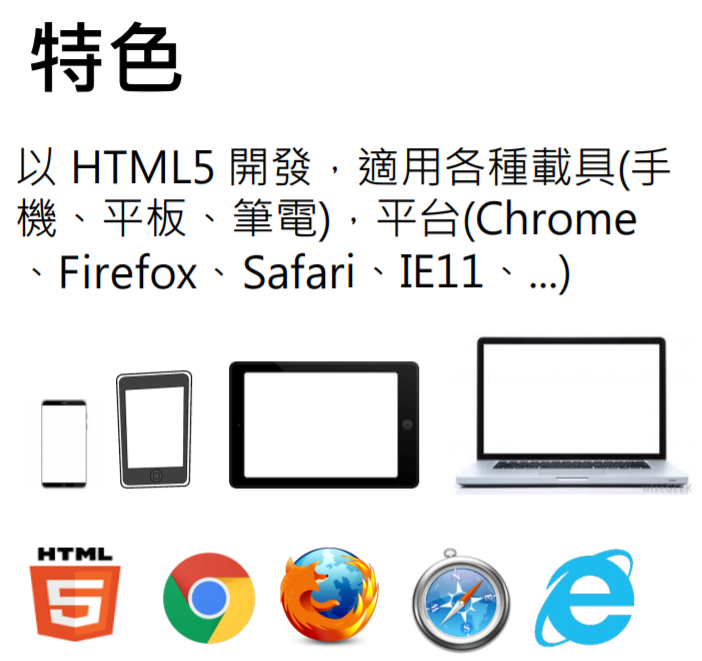 特色
以 HTML5 開發，適用各種載具(手
機、平板、筆電)，平台(Chrome
、Firefox、Safari、IE11、...)
HTML
5
N
S